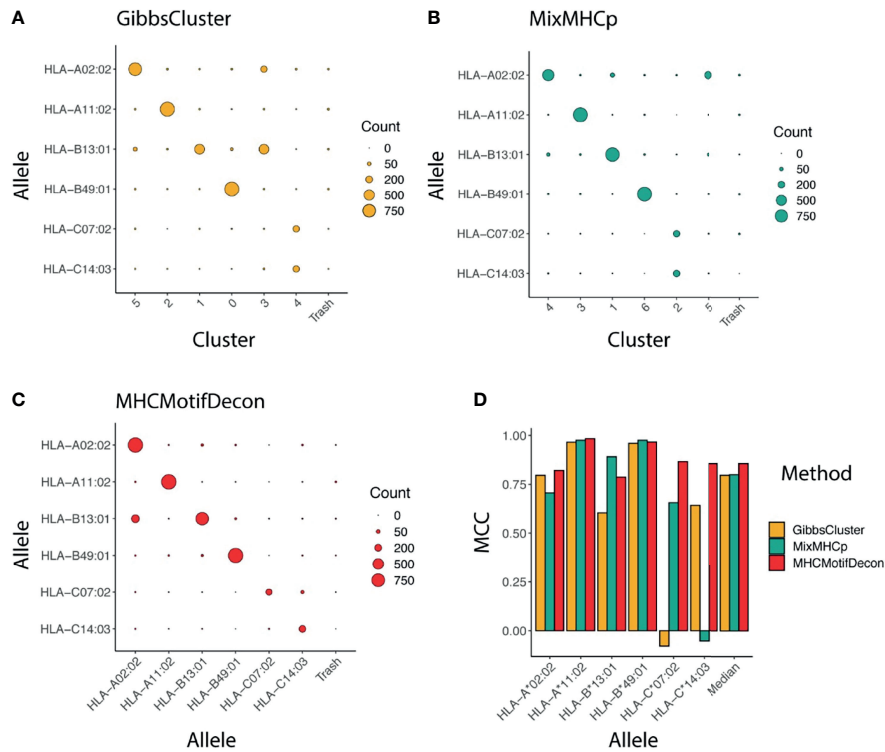 A
GibbsCluster
Allele
HLA-A02:02
HLA-A11:02
HLA-B13:01
HLA-B49:01
HLA-C07:02
HLA-C14:03
5 2 1 0 3 4 Trash
Cluster
Count
0
50
200
500
750
B
MixMHCp
Allele
HLA-A02:02
HLA-A11:02
HLA-B13:01
HLA-B49:01
HLA-C07:02
HLA-C14:03
4 3 1 6 2 5 Trash
Cluster
Count
0
50
200
500
750
C
MHCMotifDecon
Allele
HLA-A02:02
HLA-A11:02
HLA-B13:01
HLA-B49:01
HLA-C07:02
HLA-C14:03
HLA-A02:02 HLA-A11:02 HLA-B13:01 HLA-B49:01 HLA-C07:02 HLA-C14:03 Trash
Allele
Count
0
50
200
500
750
D
MCC
1.00
0.75
0.50
0.25
0.00
HLA-A*02:02 HLA-A*11:02 HLA-B*13:01 HLA-B*49:01 HLA-C*07:02 HLA-C*14:03 Median
Allele
Method
GibbsCluster
MixMHCp
MHCMotifDecon